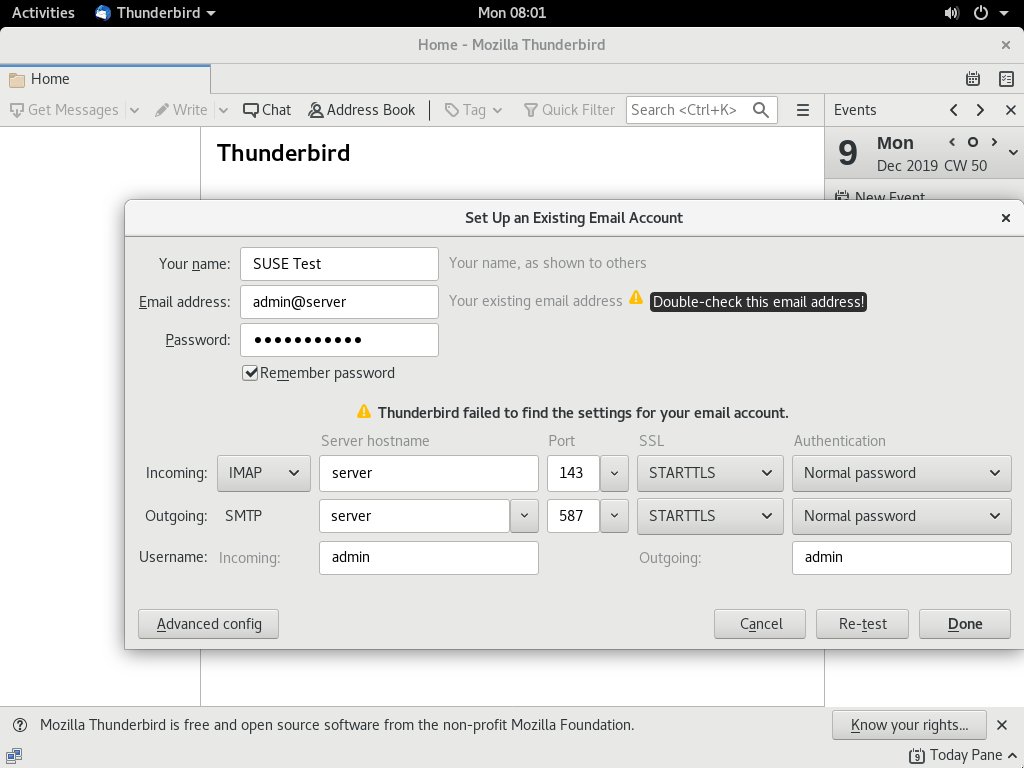 Activities Thunderbird Mon 08:01
Home - Mozilla Thunderbird
Home
Get Messages Write Chat Address Book Tag Quick Filter Search <Ctrl+K> Events
Thunderbird
9 Mon
Dec 2019 CW 50
New Event
Set Up an Existing Email Account
Your name: SUSE Test Your name, as shown to others
Email address: admin@server Your existing email address Double-check this email address!
Password: ●●●●●●●●●●●
Remember password
Thunderbird failed to find the settings for your email account.
Server hostname Port SSL Authentication
Incoming: IMAP server 143 STARTTLS Normal password
Outgoing: SMTP server 587 STARTTLS Normal password
Username: Incoming: admin Outgoing: admin
Advanced config Cancel Re-test Done
Mozilla Thunderbird is free and open source software from the non-profit Mozilla Foundation. Know your rights...
9 Today Pane